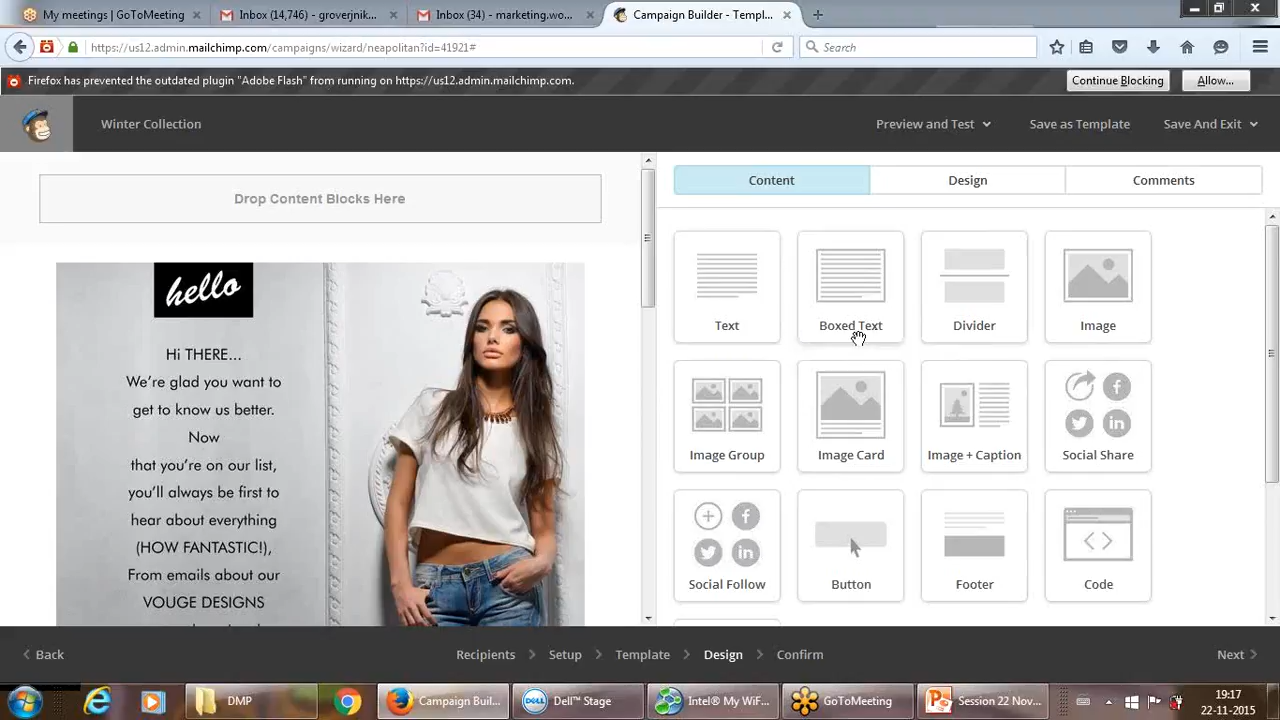 My meetings | GoToMeeting
Inbox (14,746) - groverjnik...
Inbox (34) - marketing.wo...
Campaign Builder - Templ...
https://us12.admin.mailchimp.com/campaigns/wizard/neapolitan?id=41921#
Search
Firefox has prevented the outdated plugin "Adobe Flash" from running on https://us12.admin.mailchimp.com.
Continue Blocking
Allow...
Winter Collection
Preview and Test
Save as Template
Save And Exit
Drop Content Blocks Here
Content
Design
Comments
hello
Hi THERE...
We're glad you want to
get to know us better.
Now
that you're on our list,
you'll always be first to
hear about everything
(HOW FANTASTIC!),
From emails about our
VOUGE DESIGNS
Text
Boxed Text
Divider
Image
Image Group
Image Card
Image + Caption
Social Share
Social Follow
Button
Footer
Code
Back
Recipients
Setup
Template
Design
Confirm
Next
DMP
Campaign Buil...
Dell™ Stage
Intel® My WiF...
GoToMeeting
Session 22 Nov...
19:17
22-11-2015